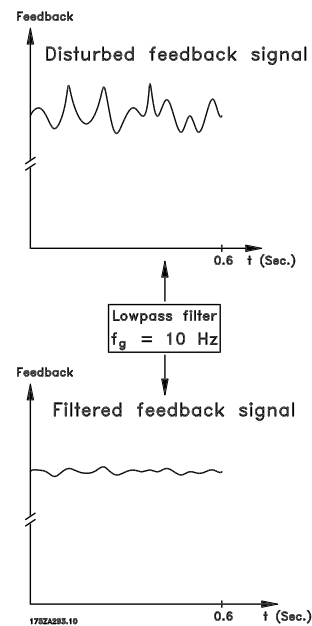 Feedback
Disturbed feedback signal
0.6 t (Sec.)
Lowpass filter
fg = 10 Hz
Feedback
Filtered feedback signal
0.6 t (Sec.)
175ZA293.10